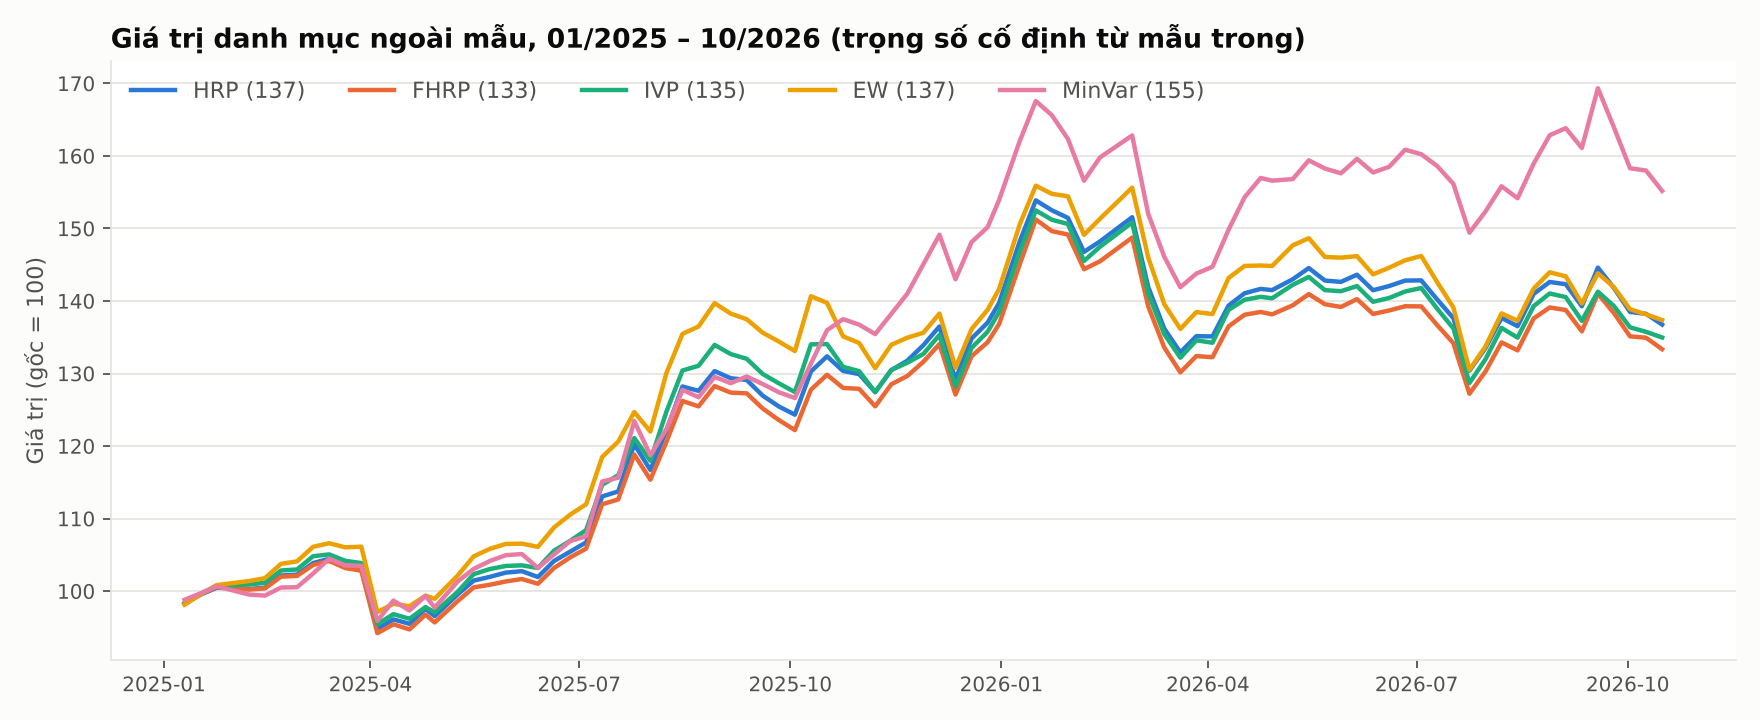 Giá trị danh mục ngoài mẫu, 01/2025 – 10/2026 (trọng số cố định từ mẫu trong)
HRP (137) FHRP (133) IVP (135) EW (137) MinVar (155)
Giá trị (gốc = 100)
170
160
150
140
130
120
110
100
2025-01 2025-04 2025-07 2025-10 2026-01 2026-04 2026-07 2026-10